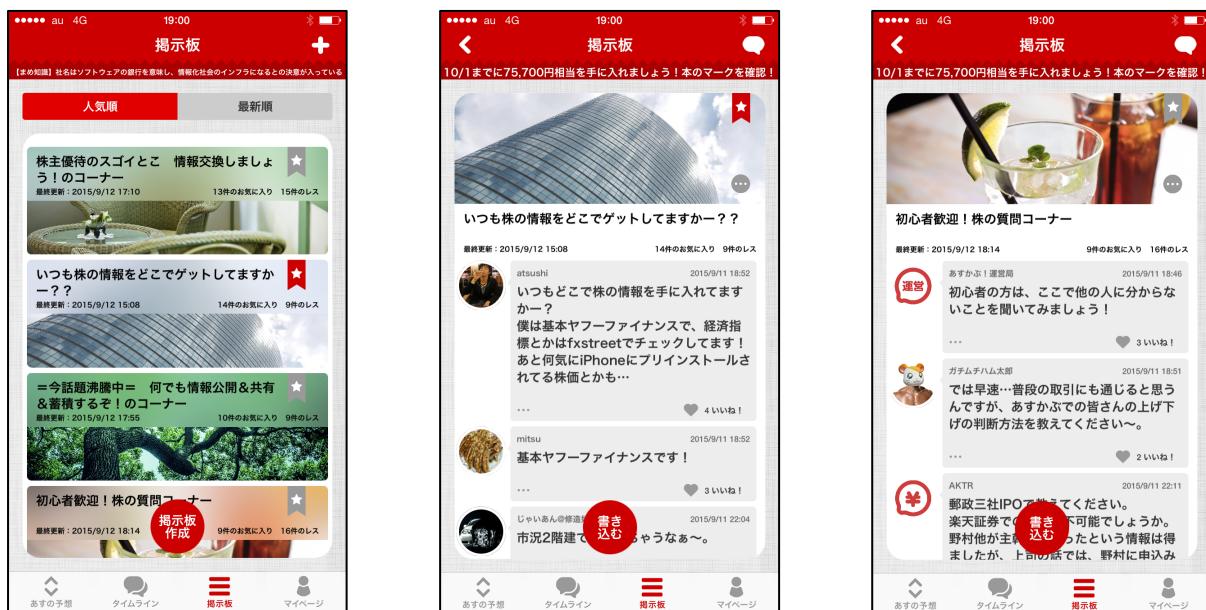 au 4G 19:00
掲示板
【まめ知識】社名はソフトウェアの銀行を意味し、情報化社会のインフラになるとの決意が入っている
人気順 最新順
株主優待のスゴイとこ 情報交換しましょ
う!のコーナー
最終更新:2015/9/12 17:10 13件のお気に入り 15件のレス
いつも株の情報をどこでゲットしてますか
ー??
最終更新:2015/9/12 15:08 14件のお気に入り 9件のレス
=今話題沸騰中= 何でも情報公開&共有
&蓄積するぞ!のコーナー
最終更新:2015/9/12 17:55 10件のお気に入り 9件のレス
初心者歓迎!株の質問コーナー
最終更新:2015/9/12 18:14 9件のお気に入り 16件のレス
掲示板
作成
あすの予想 タイムライン 掲示板 マイページ
au 4G 19:00
掲示板
10/1までに75,700円相当を手に入れましょう!本のマークを確認!
いつも株の情報をどこでゲットしてますかー??
最終更新:2015/9/12 15:08 14件のお気に入り 9件のレス
atsushi 2015/9/11 18:52
いつもどこで株の情報を手に入れてます
かー?
僕は基本ヤフーファイナンスで、経済指
標とかはfxstreetでチェックしてます!
あと何気にiPhoneにプリインストールさ
れてる株価とかも…
... 4 いいね!
mitsu 2015/9/11 18:52
基本ヤフーファイナンスです!
... 3 いいね!
じゃいあん@修造 2015/9/11 22:04
市況2階建て ちゃうなぁ〜。
書き
込む
あすの予想 タイムライン 掲示板 マイページ
au 4G 19:00
掲示板
10/1までに75,700円相当を手に入れましょう!本のマークを確認!
初心者歓迎!株の質問コーナー
最終更新:2015/9/12 18:14 9件のお気に入り 16件のレス
運営
あすかぶ!運営局 2015/9/11 18:46
初心者の方は、ここで他の人に分からな
いことを聞いてみましょう!
... 3 いいね!
ガチムチハム太郎 2015/9/11 18:51
では早速…普段の取引にも通じると思う
んですが、あすかぶでの皆さんの上げ下
げの判断方法を教えてください〜。
... 2 いいね!
¥
AKTR 2015/9/11 22:11
郵政三社IPOで教えてください。
楽天証券で 不可能でしょうか。
野村他が主幹 ったという情報は得
ましたが、上司の話では、野村に申込み
書き
込む
あすの予想 タイムライン 掲示板 マイページ